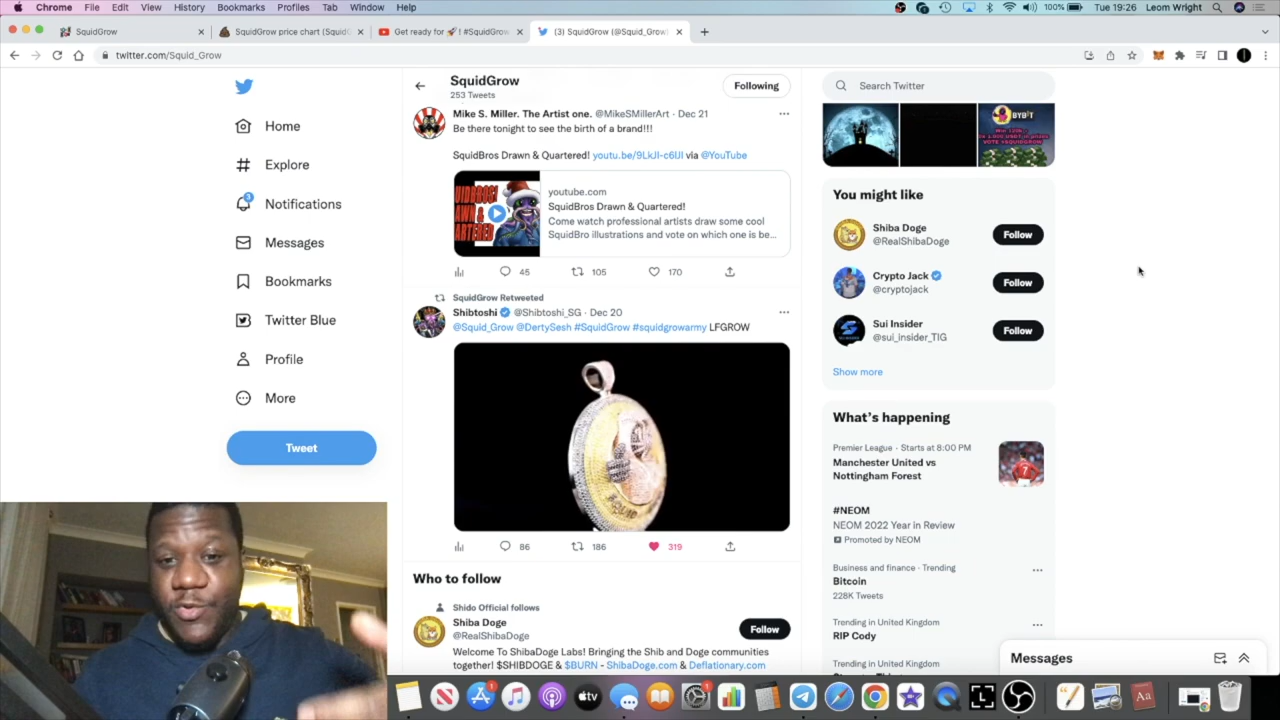 Chrome File Edit View History Bookmarks Profiles Tab Window Help
100% Tue 19:26 Leom Wright
SquidGrow
SquidGrow price chart (SquidG
Get ready for 🚀! #SquidGrow
(3) SquidGrow (@Squid_Grow)
twitter.com/Squid_Grow
Home
Explore
3
Notifications
Messages
Bookmarks
Twitter Blue
Profile
More
Tweet
SquidGrow
253 Tweets
Following
Mike S. Miller. The Artist one. @MikeSMillerArt · Dec 21
Be there tonight to see the birth of a brand!!!
SquidBros Drawn & Quartered! youtu.be/9LkJI-c6lJI via @YouTube
youtube.com
SquidBros Drawn & Quartered!
Come watch professional artists draw some cool
SquidBro illustrations and vote on which one is be...
45 105 170
SquidGrow Retweeted
Shibtoshi @Shibtoshi_SG · Dec 20
@Squid_Grow @DertySesh #SquidGrow #squidgrowarmy LFGROW
86 186 319
Who to follow
Shido Official follows
Shiba Doge
@RealShibaDoge
Follow
Welcome To ShibaDoge Labs! Bringing the Shib and Doge communities
together! $SHIBDOGE & $BURN - ShibaDoge.com & Deflationary.com
Search Twitter
BYBIT
VOTE #SQUIDGROW
You might like
Shiba Doge
@RealShibaDoge
Follow
Crypto Jack
@cryptojack
Follow
Sui Insider
@sui_insider_TIG
Follow
Show more
What's happening
Premier League · Starts at 8:00 PM
Manchester United vs
Nottingham Forest
#NEOM
NEOM 2022 Year in Review
Promoted by NEOM
Business and finance · Trending
Bitcoin
228K Tweets
Trending in United Kingdom
RIP Cody
Trending in United Kingdom
Messages
tv
Aa